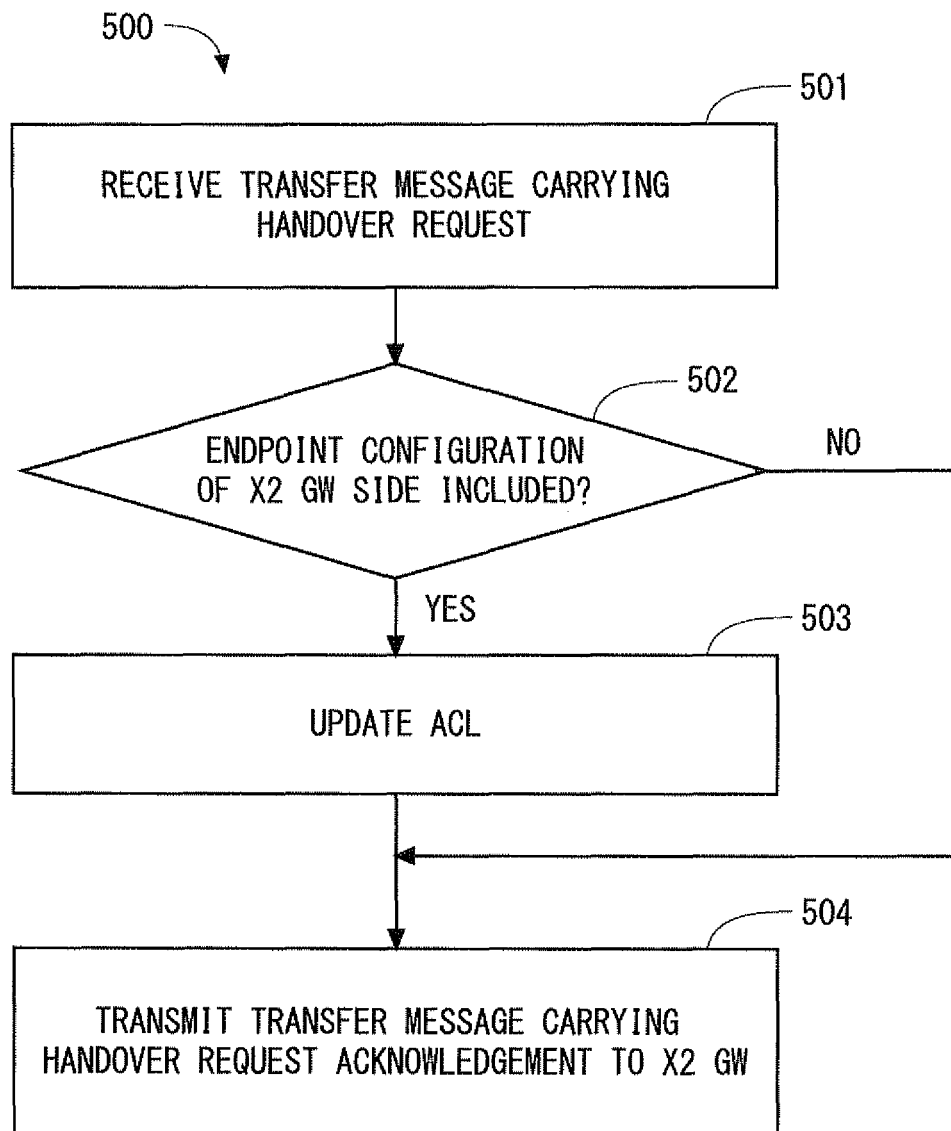 500
501
RECEIVE TRANSFER MESSAGE CARRYING
HANDOVER REQUEST
502
ENDPOINT CONFIGURATION
OF X2 GW SIDE INCLUDED?
NO
YES
503
UPDATE ACL
504
TRANSMIT TRANSFER MESSAGE CARRYING
HANDOVER REQUEST ACKNOWLEDGEMENT TO X2 GW